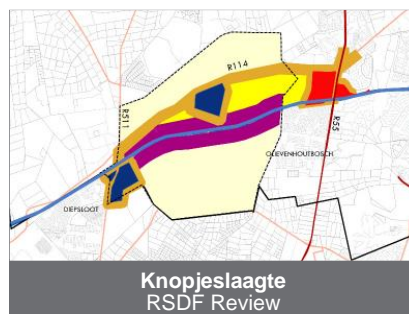 R114
R511
R55
OLIEVENHOUTBOSCH
DIEPSLOOT
Knopjeslaagte
RSDF Review